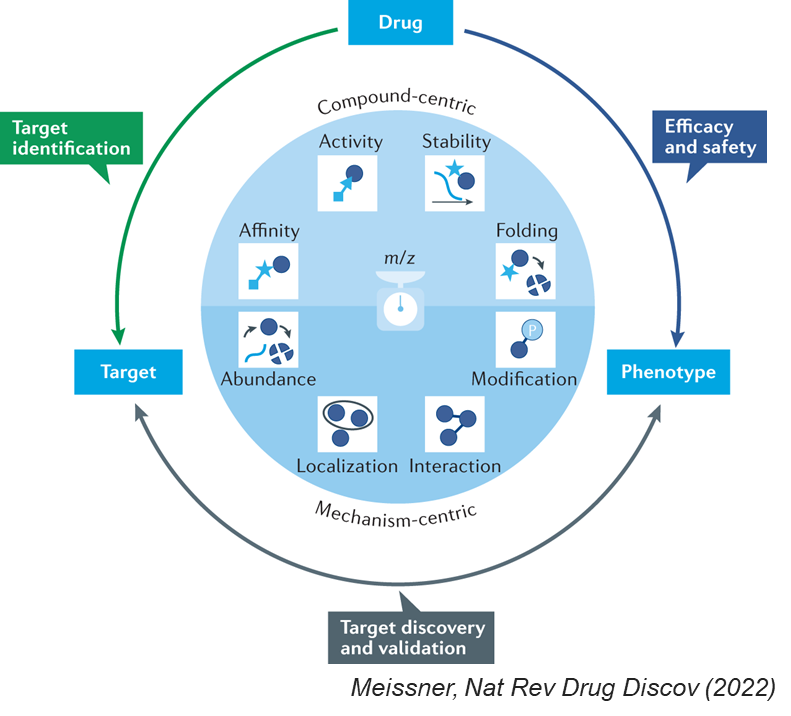 Drug
Compound-centric
Target
identification
Efficacy
and safety
Activity
Stability
Affinity
Folding
m/z
P
Target
Abundance
Modification
Phenotype
Localization
Interaction
Mechanism-centric
Target discovery
and validation
Meissner, Nat Rev Drug Discov (2022)